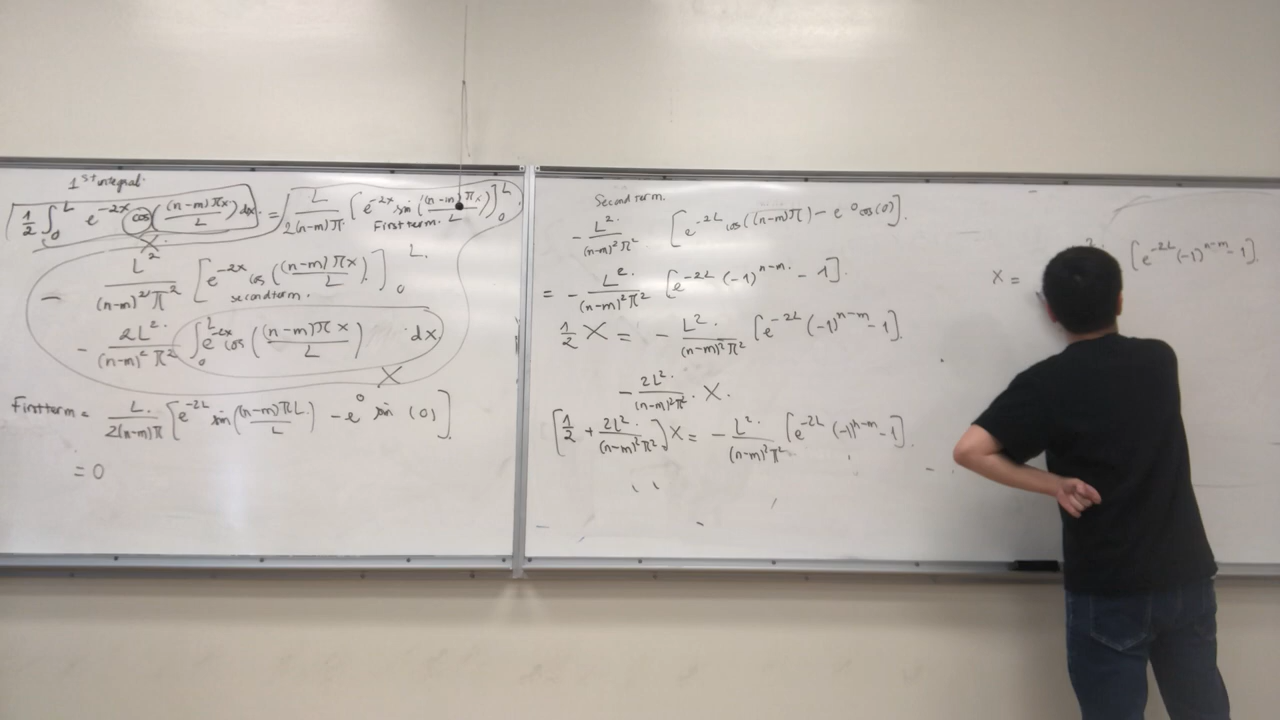 1st integral.
1/2 ∫_0^L e^{-2x} cos((n-m)πx/L) dx = L/2(n-m)π [e^{-2x} sin((n-m)πx/L)]_0^L
First term.
X
- L²/(n-m)²π² [e^{-2x} cos((n-m)πx/L)]_0^L
second term.
- 2L²/(n-m)²π² ∫_0^L e^{-2x} cos((n-m)πx/L) dx
X
First term = L/2(n-m)π [e^{-2L} sin((n-m)πL/L) - e^0 sin(0)]
= 0
Second term.
- L²/(n-m)²π² [e^{-2L} cos((n-m)π) - e^0 cos(0)].
= - L²/(n-m)²π² [e^{-2L} (-1)^{n-m} - 1].
1/2 X = - L²/(n-m)²π² [e^{-2L} (-1)^{n-m} - 1].
- 2L²/(n-m)²π² . X.
[1/2 + 2L²/(n-m)²π²] X = - L²/(n-m)²π² [e^{-2L} (-1)^{n-m} - 1].
X = [e^{-2L} (-1)^{n-m} - 1].